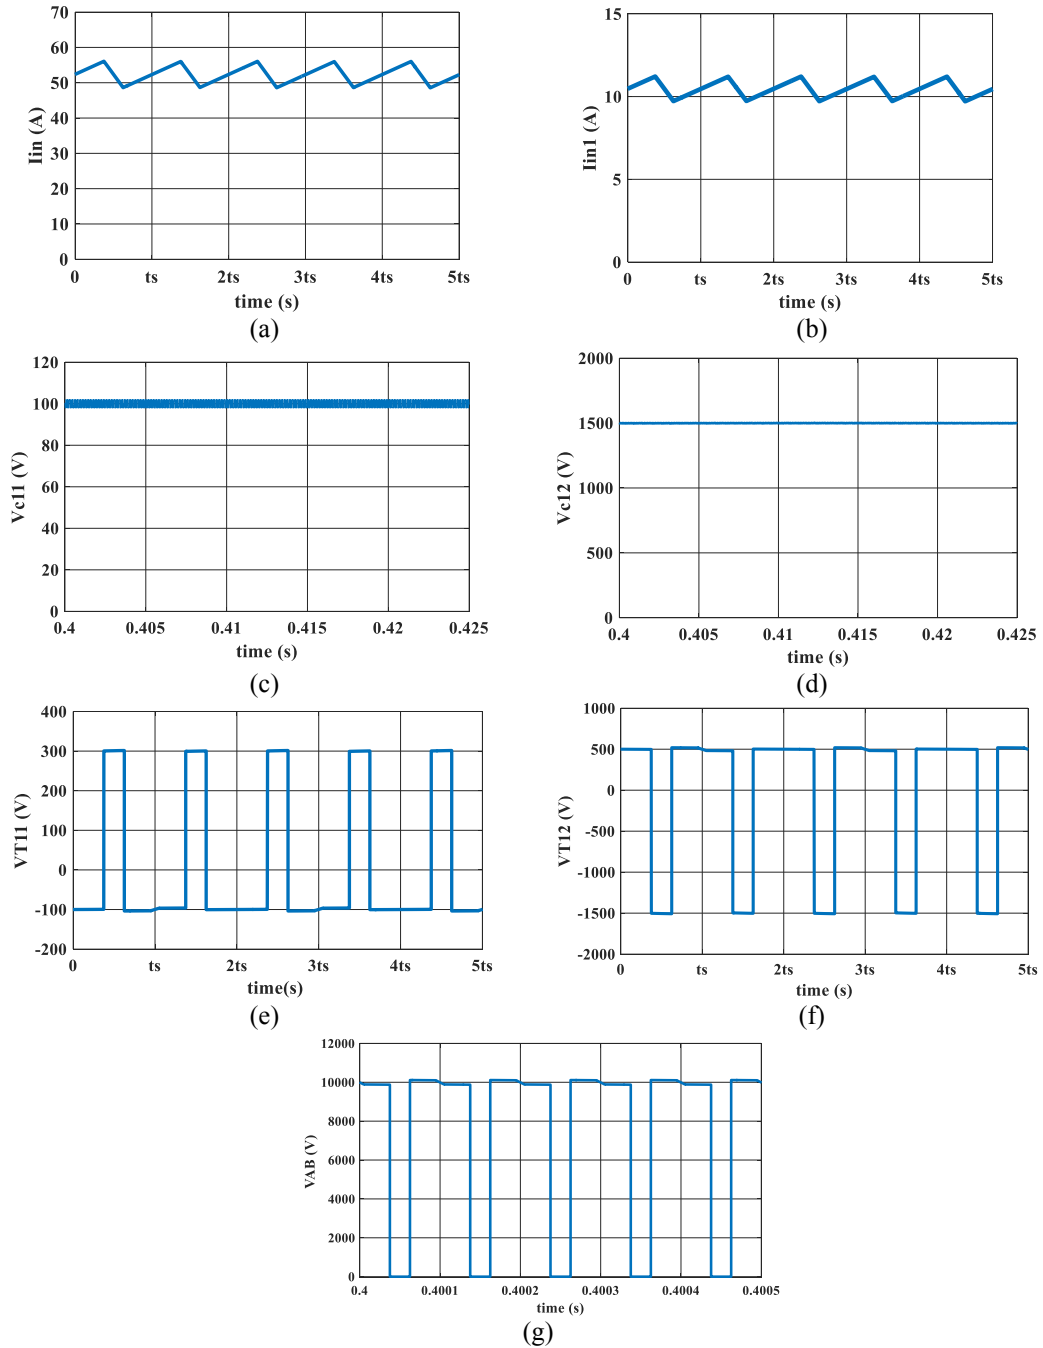 70
60
50
40
30
20
10
0
Iin (A)
0 ts 2ts 3ts 4ts 5ts
time (s)
(a)
15
10
5
0
Iin1 (A)
0 ts 2ts 3ts 4ts 5ts
time (s)
(b)
120
100
80
60
40
20
0
Vc11 (V)
0.4 0.405 0.41 0.415 0.42 0.425
time (s)
(c)
2000
1500
1000
500
0
Vc12 (V)
0.4 0.405 0.41 0.415 0.42 0.425
time (s)
(d)
400
300
200
100
0
-100
-200
VT11 (V)
0 ts 2ts 3ts 4ts 5ts
time(s)
(e)
1000
500
0
-500
-1000
-1500
-2000
VT12 (V)
0 ts 2ts 3ts 4ts 5ts
time (s)
(f)
12000
10000
8000
6000
4000
2000
0
VAB (V)
0.4 0.4001 0.4002 0.4003 0.4004 0.4005
time (s)
(g)